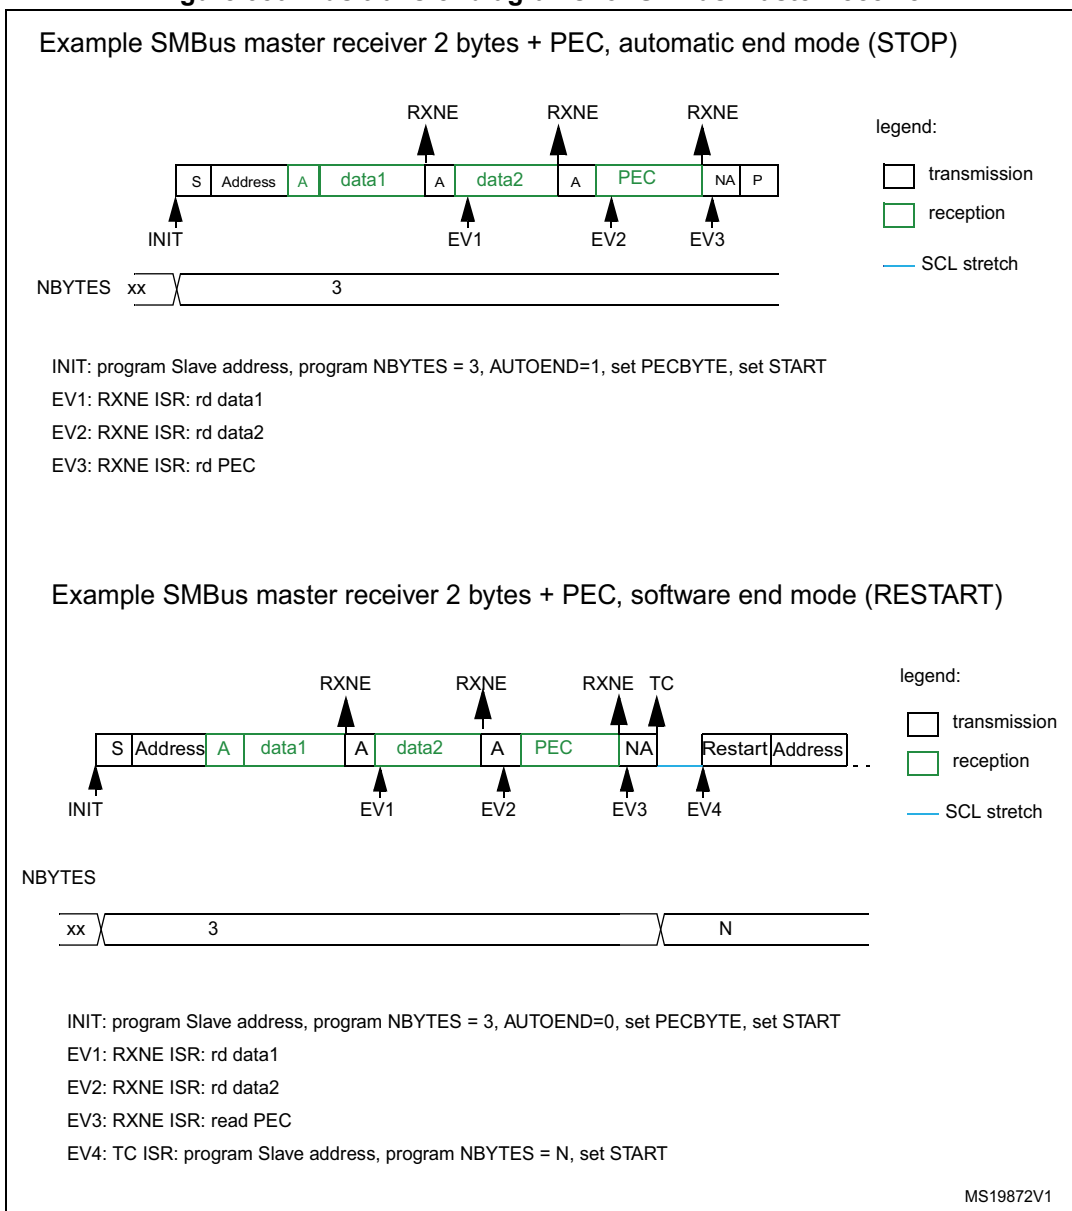 Example SMBus master receiver 2 bytes + PEC, automatic end mode (STOP)
RXNE RXNE RXNE
legend:
S Address A data1 A data2 A PEC NA P
transmission
reception
INIT EV1 EV2 EV3
SCL stretch
NBYTES xx 3
INIT: program Slave address, program NBYTES = 3, AUTOEND=1, set PECBYTE, set START
EV1: RXNE ISR: rd data1
EV2: RXNE ISR: rd data2
EV3: RXNE ISR: rd PEC
Example SMBus master receiver 2 bytes + PEC, software end mode (RESTART)
RXNE RXNE RXNE TC
legend:
transmission
S Address A data1 A data2 A PEC NA Restart Address
reception
INIT EV1 EV2 EV3 EV4
SCL stretch
NBYTES
xx 3 N
INIT: program Slave address, program NBYTES = 3, AUTOEND=0, set PECBYTE, set START
EV1: RXNE ISR: rd data1
EV2: RXNE ISR: rd data2
EV3: RXNE ISR: read PEC
EV4: TC ISR: program Slave address, program NBYTES = N, set START
MS19872V1